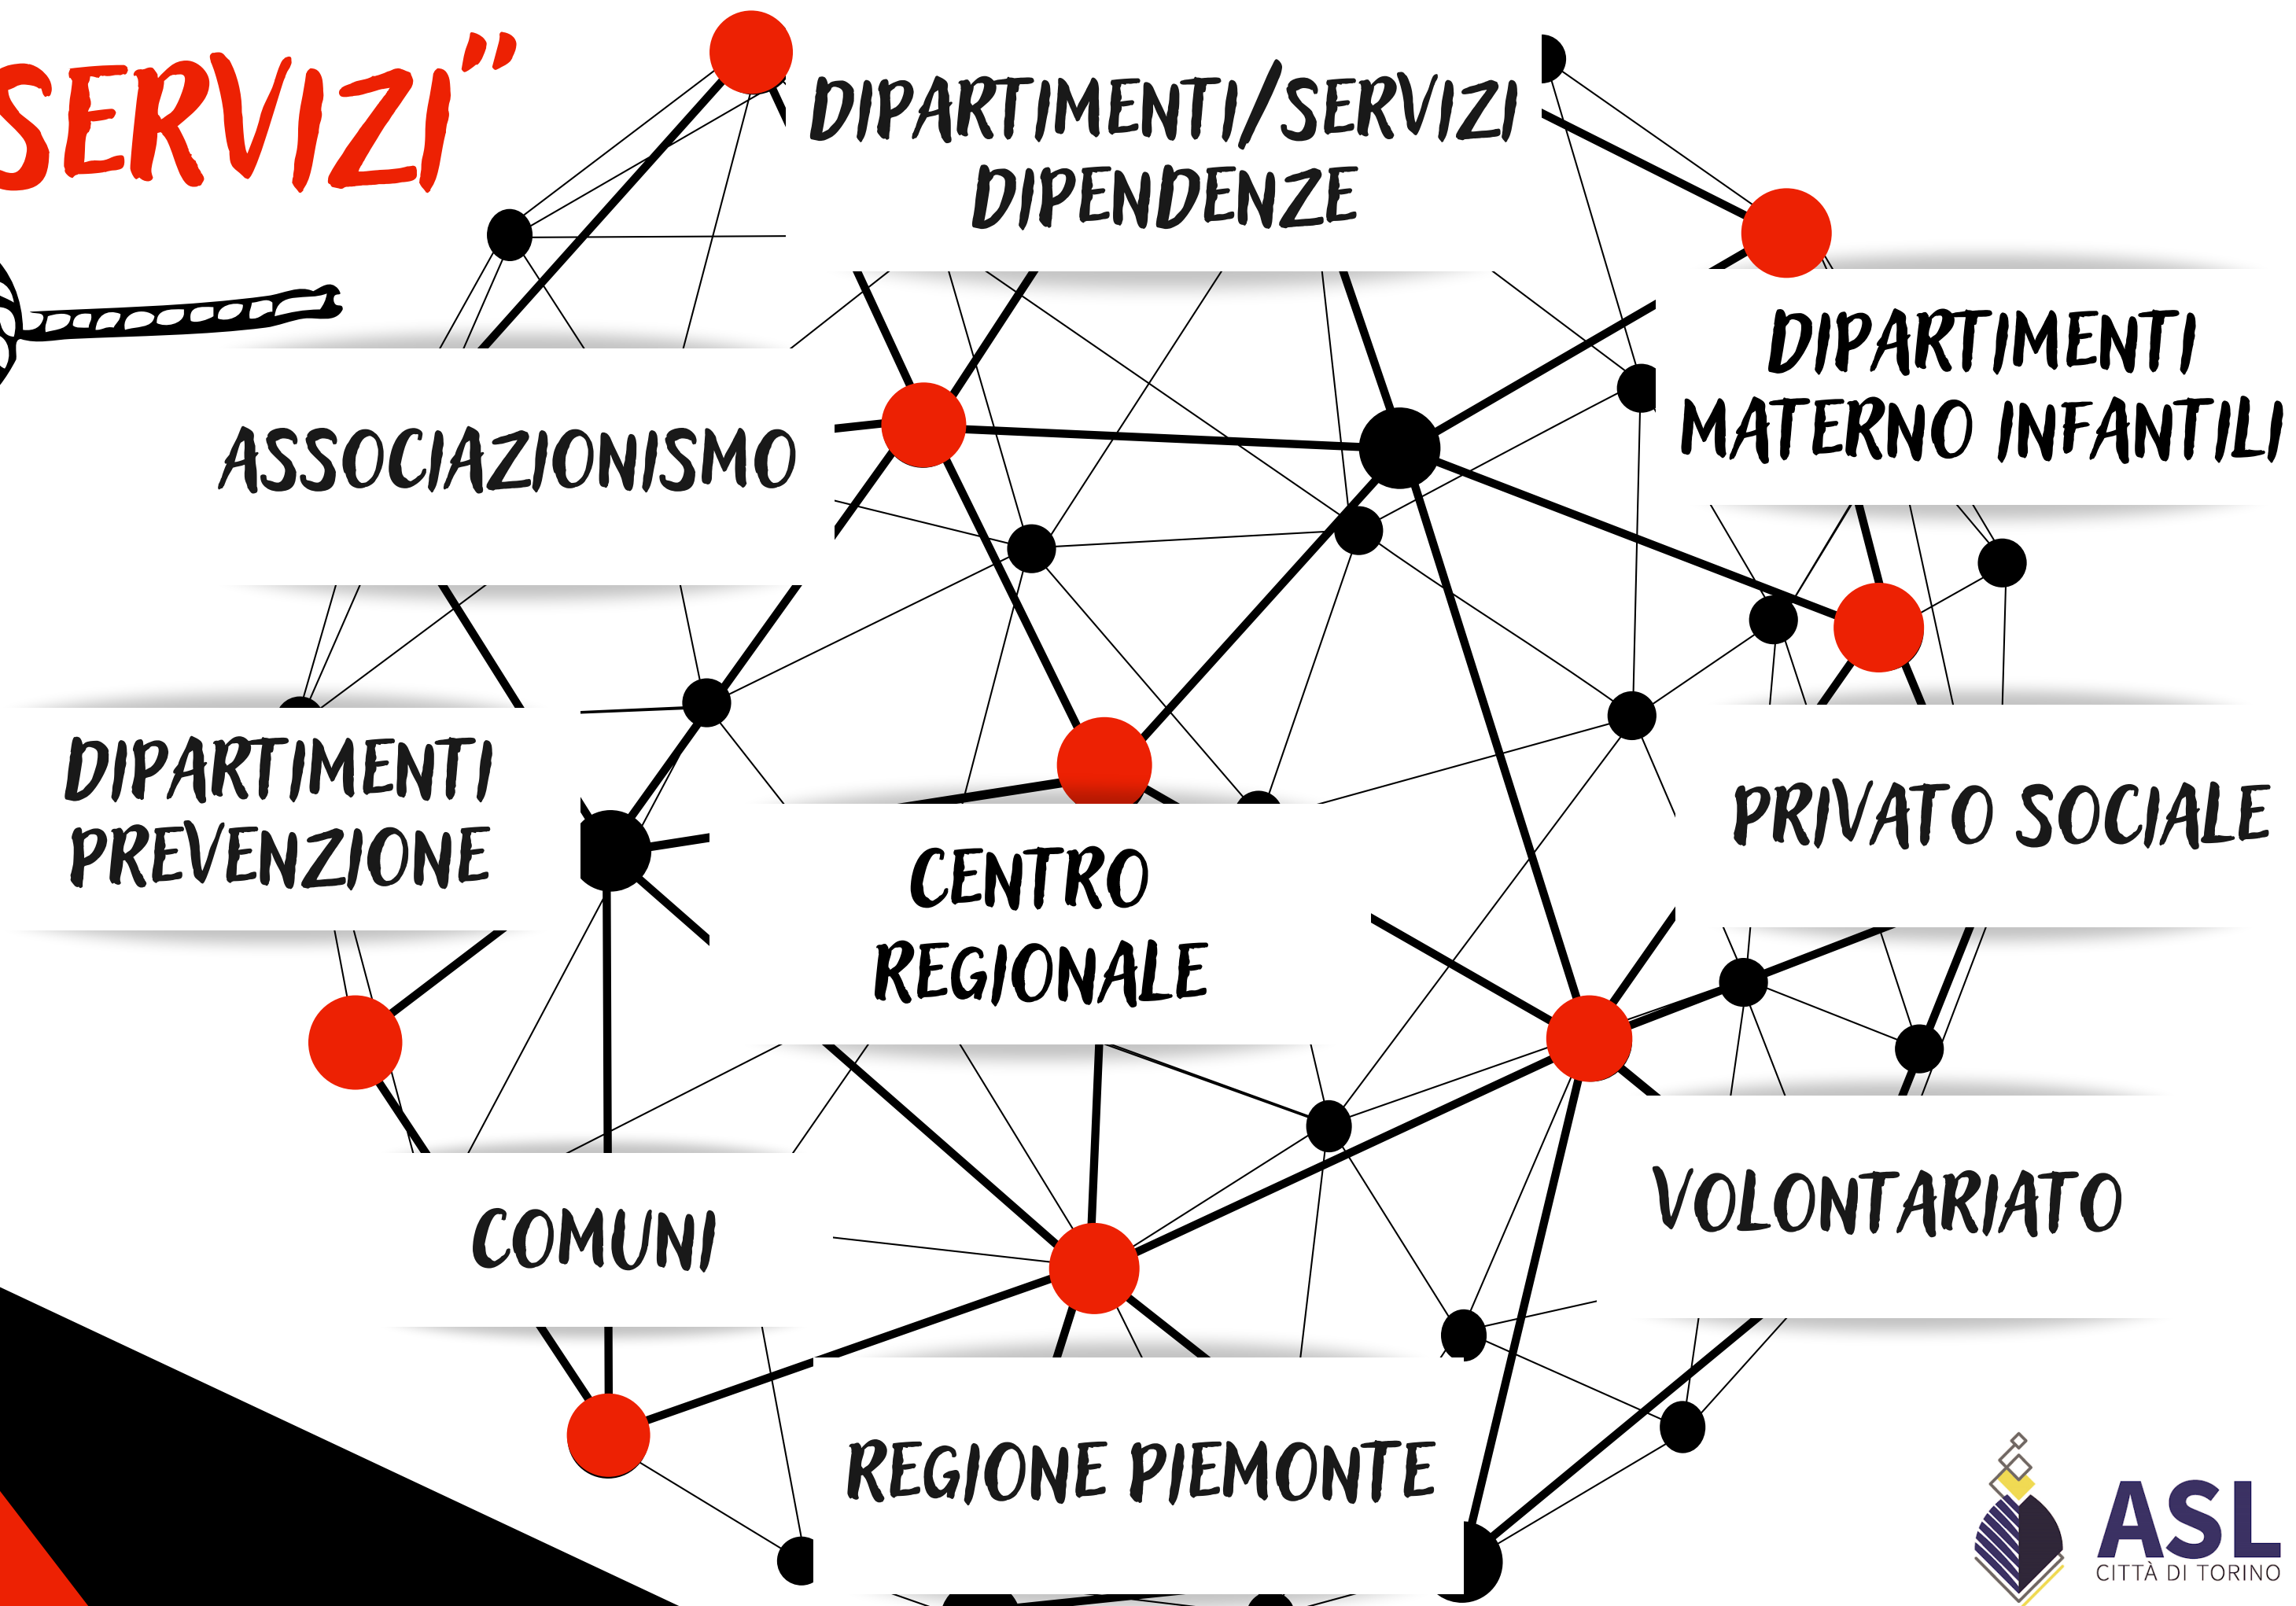 SERVIZI"
DIPARTIMENTI/SERVIZI
DIPENDENZE
DIPARTIMENTI
MATERNO INFANTILI
ASSOCIAZIONISMO
DIPARTIMENTI
PREVENZIONE
PRIVATO SOCIALE
CENTRO
REGIONALE
VOLONTARIATO
COMUNI
REGIONE PIEMONTE
ASL
CITTÀ DI TORINO